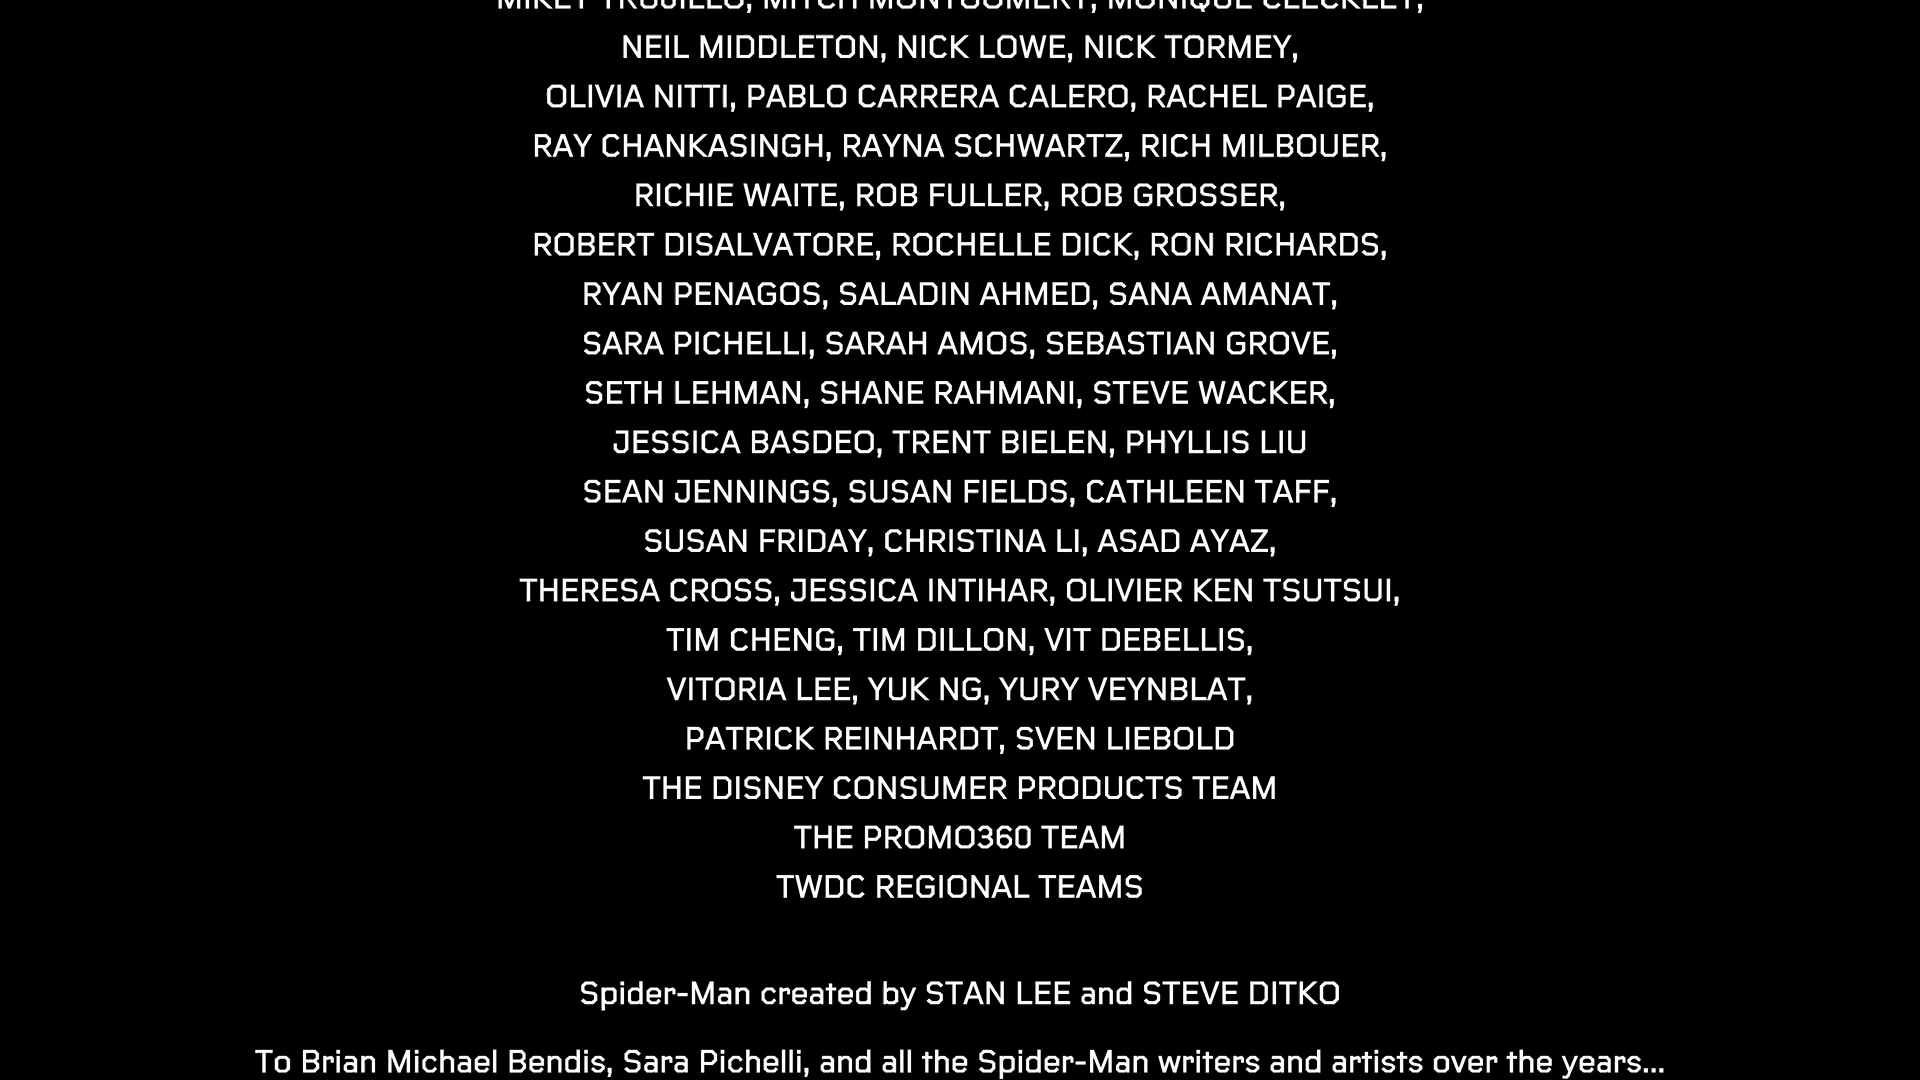 MIKEY TRUJILLO, MITCH MONTGOMERY, MONIQUE CLECKLEY,
NEIL MIDDLETON, NICK LOWE, NICK TORMEY,
OLIVIA NITTI, PABLO CARRERA CALERO, RACHEL PAIGE,
RAY CHANKASINGH, RAYNA SCHWARTZ, RICH MILBOUER,
RICHIE WAITE, ROB FULLER, ROB GROSSER,
ROBERT DISALVATORE, ROCHELLE DICK, RON RICHARDS,
RYAN PENAGOS, SALADIN AHMED, SANA AMANAT,
SARA PICHELLI, SARAH AMOS, SEBASTIAN GROVE,
SETH LEHMAN, SHANE RAHMANI, STEVE WACKER,
JESSICA BASDEO, TRENT BIELEN, PHYLLIS LIU
SEAN JENNINGS, SUSAN FIELDS, CATHLEEN TAFF,
SUSAN FRIDAY, CHRISTINA LI, ASAD AYAZ,
THERESA CROSS, JESSICA INTIHAR, OLIVIER KEN TSUTSUI,
TIM CHENG, TIM DILLON, VIT DEBELLIS,
VITORIA LEE, YUK NG, YURY VEYNBLAT,
PATRICK REINHARDT, SVEN LIEBOLD
THE DISNEY CONSUMER PRODUCTS TEAM
THE PROMO360 TEAM
TWDC REGIONAL TEAMS
Spider-Man created by STAN LEE and STEVE DITKO
To Brian Michael Bendis, Sara Pichelli, and all the Spider-Man writers and artists over the years...